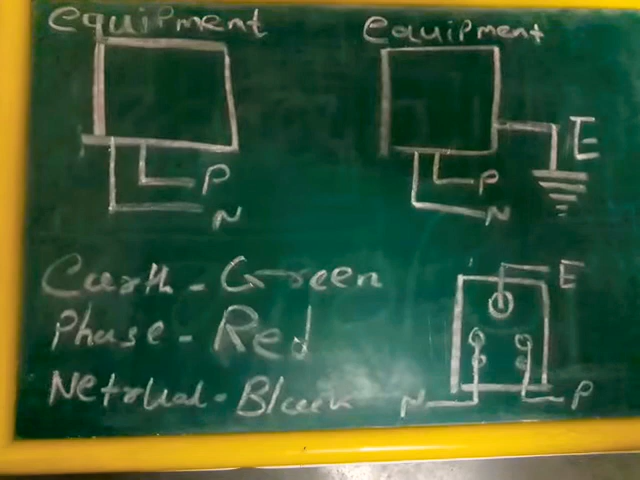 equipment
equipment
E
P
N
P
N
Earth - Green
Phase - Red
Netrual - Black
E
N
P